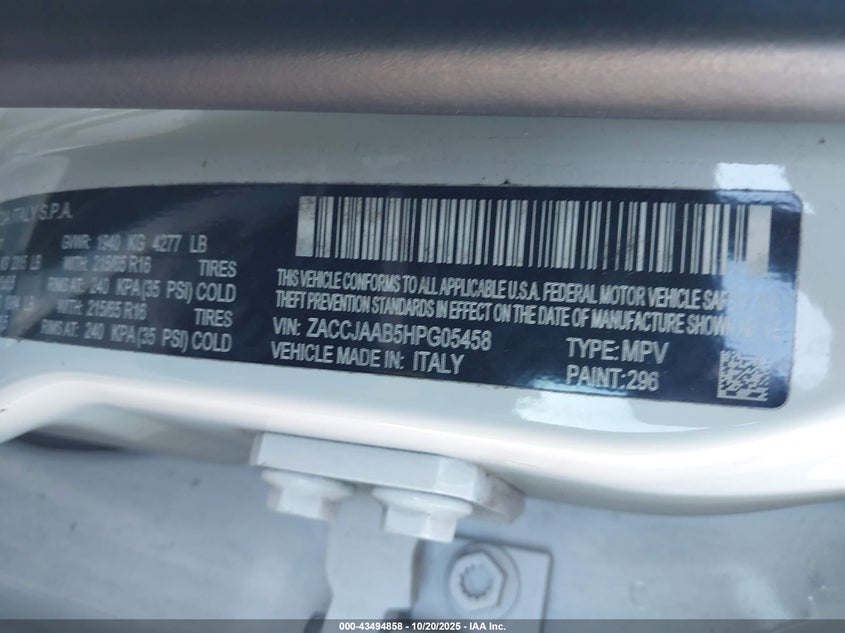 ITALY S.P.A.
GVWR: 1940 KG 4277 LB
LB
WITH: 215/65 R16 TIRES
RIMS AT: 240 KPA(35 PSI) COLD
LB
WITH: 215/65 R16 TIRES
RIMS AT: 240 KPA(35 PSI) COLD
THIS VEHICLE CONFORMS TO ALL APPLICABLE U.S.A. FEDERAL MOTOR VEHICLE
THEFT PREVENTION STANDARDS IN EFFECT ON THE DATE OF MANUFACTURE SHOWN
VIN: ZACCJAAB5HPG05458 TYPE: MPV
VEHICLE MADE IN: ITALY PAINT: 296
000-43494858 - 10/20/2025 - IAA Inc.